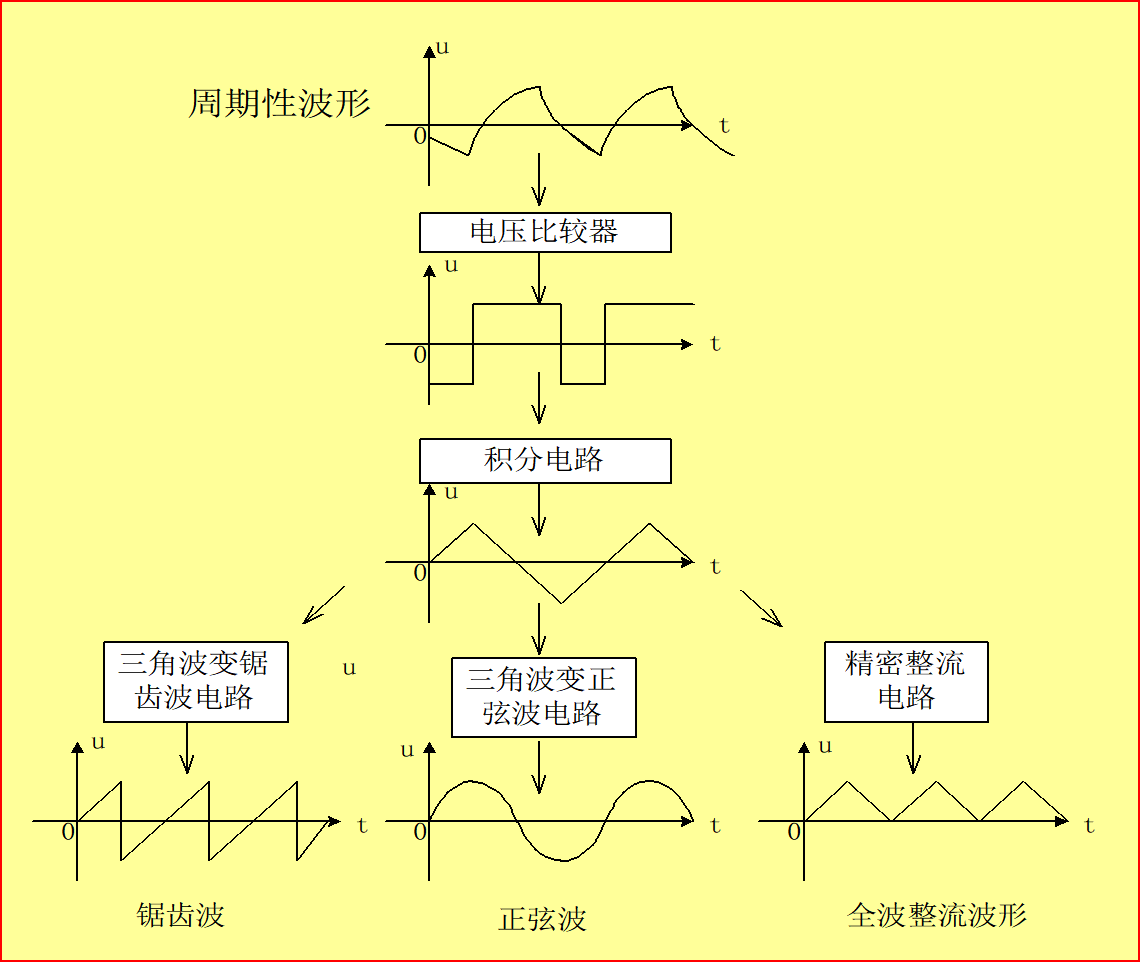 u
周期性波形
0
t
电压比较器
u
0
t
积分电路
u
0
t
三角波变锯
齿波电路
u
三角波变正
弦波电路
精密整流
电路
u
0
t
u
0
t
u
0
t
锯齿波
正弦波
全波整流波形